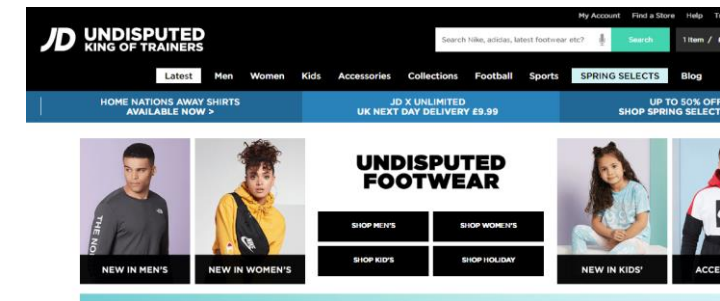 My Account Find a Store Help
JD UNDISPUTED
KING OF TRAINERS
Search Nike, adidas, latest footwear etc?
Search
1 Item /
Latest Men Women Kids Accessories Collections Football Sports SPRING SELECTS Blog
HOME NATIONS AWAY SHIRTS
AVAILABLE NOW >
JD X UNLIMITED
UK NEXT DAY DELIVERY £9.99
UP TO 50% OFF
SHOP SPRING SELECT
UNDISPUTED
FOOTWEAR
SHOP MEN'S
SHOP WOMEN'S
SHOP KID'S
SHOP HOLIDAY
THE NO
NEW IN MEN'S
NEW IN WOMEN'S
NEW IN KIDS'
ACCE